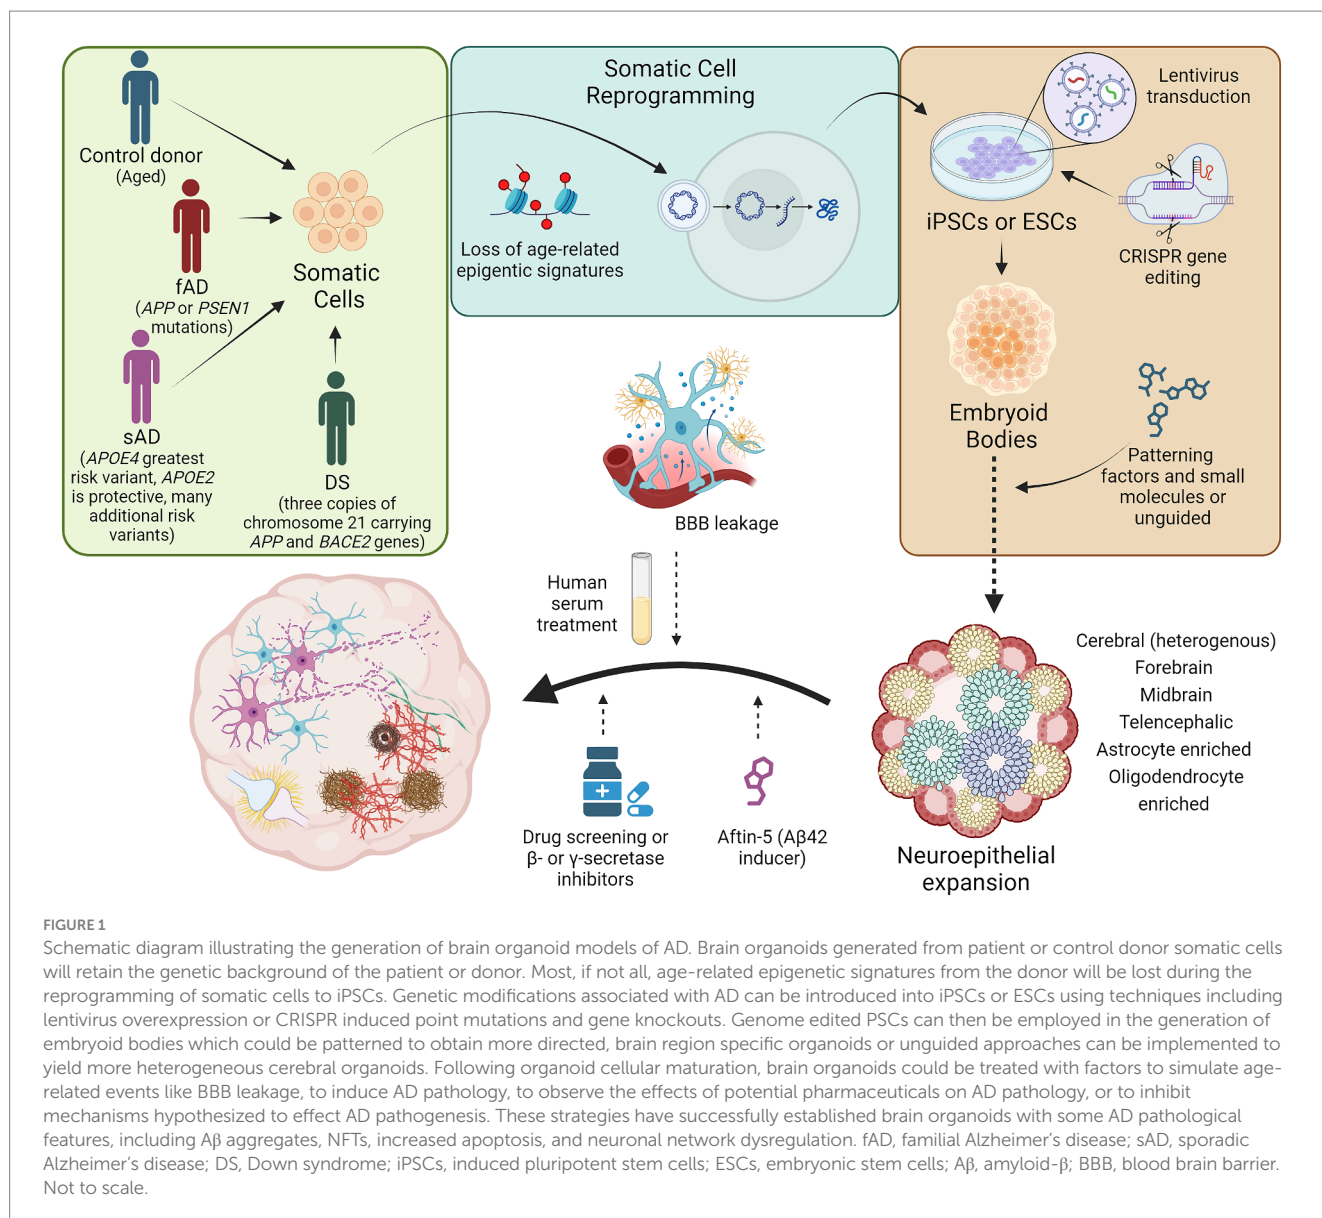 Control donor
(Aged)
fAD
(APP or PSEN1
mutations)
sAD
(APOE4 greatest
risk variant, APOE2
is protective, many
additional risk
variants)
Somatic
Cells
DS
(three copies of
chromosome 21 carrying
APP and BACE2 genes)
Somatic Cell
Reprogramming
Loss of age-related
epigentic signatures
Lentivirus
transduction
iPSCs or ESCs
CRISPR gene
editing
Embryoid
Bodies
Patterning
factors and small
molecules or
unguided
BBB leakage
Human
serum
treatment
Drug screening or
β- or γ-secretase
inhibitors
Aftin-5 (Aβ42
inducer)
Cerebral (heterogenous)
Forebrain
Midbrain
Telencephalic
Astrocyte enriched
Oligodendrocyte
enriched
Neuroepithelial
expansion
FIGURE 1
Schematic diagram illustrating the generation of brain organoid models of AD. Brain organoids generated from patient or control donor somatic cells
will retain the genetic background of the patient or donor. Most, if not all, age-related epigenetic signatures from the donor will be lost during the
reprogramming of somatic cells to iPSCs. Genetic modifications associated with AD can be introduced into iPSCs or ESCs using techniques including
lentivirus overexpression or CRISPR induced point mutations and gene knockouts. Genome edited PSCs can then be employed in the generation of
embryoid bodies which could be patterned to obtain more directed, brain region specific organoids or unguided approaches can be implemented to
yield more heterogeneous cerebral organoids. Following organoid cellular maturation, brain organoids could be treated with factors to simulate age-
related events like BBB leakage, to induce AD pathology, to observe the effects of potential pharmaceuticals on AD pathology, or to inhibit
mechanisms hypothesized to effect AD pathogenesis. These strategies have successfully established brain organoids with some AD pathological
features, including Aβ aggregates, NFTs, increased apoptosis, and neuronal network dysregulation. fAD, familial Alzheimer's disease; sAD, sporadic
Alzheimer's disease; DS, Down syndrome; iPSCs, induced pluripotent stem cells; ESCs, embryonic stem cells; Aβ, amyloid-β; BBB, blood brain barrier.
Not to scale.